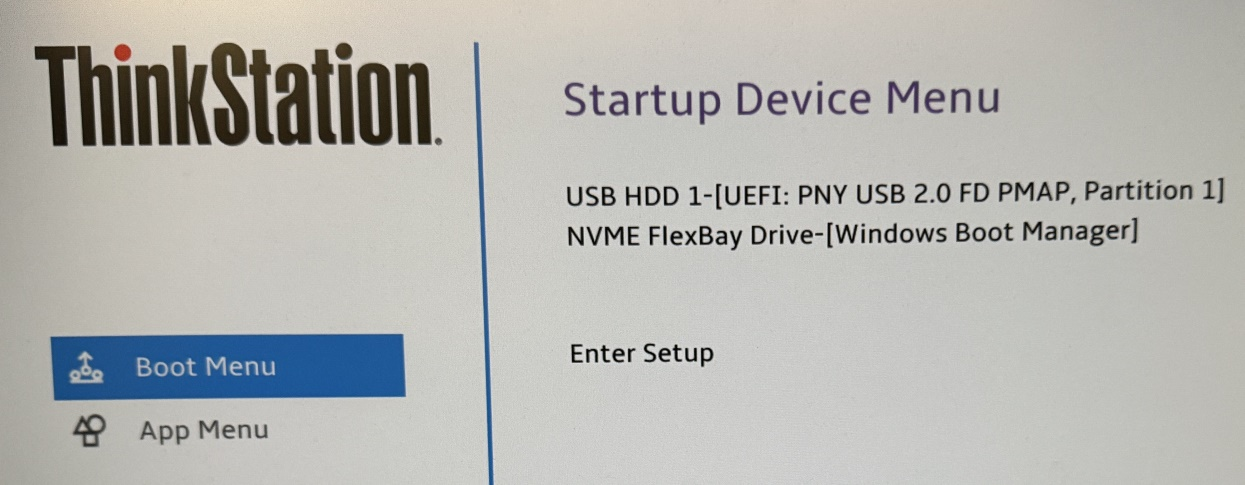 ThinkStation.
Startup Device Menu
USB HDD 1-[UEFI: PNY USB 2.0 FD PMAP, Partition 1]
NVME FlexBay Drive-[Windows Boot Manager]
Enter Setup
Boot Menu
App Menu